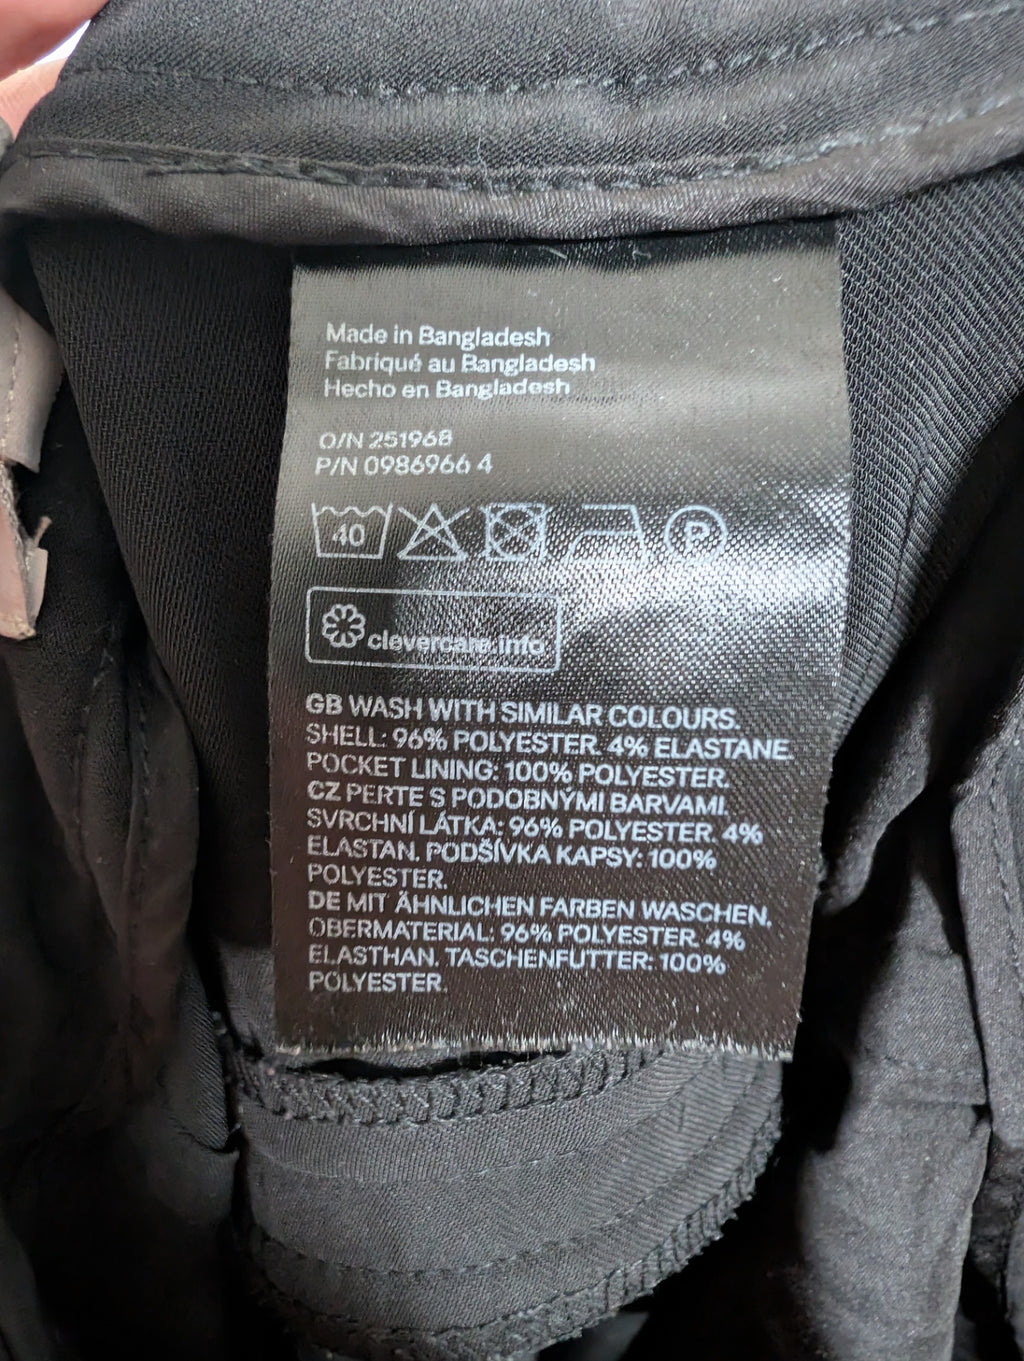 Made in Bangladesh
Fabriqué au Bangladesh
Hecho en Bangladesh
O/N 251968
P/N 0986966 4
40 P
clevercare.info
GB WASH WITH SIMILAR COLOURS.
SHELL: 96% POLYESTER. 4% ELASTANE.
POCKET LINING: 100% POLYESTER.
CZ PERTE S PODOBNÝMI BARVAMI.
SVRCHNÍ LÁTKA: 96% POLYESTER. 4%
ELASTAN. PODŠÍVKA KAPSY: 100%
POLYESTER.
DE MIT ÄHNLICHEN FARBEN WASCHEN.
OBERMATERIAL: 96% POLYESTER. 4%
ELASTHAN. TASCHENFUTTER: 100%
POLYESTER.